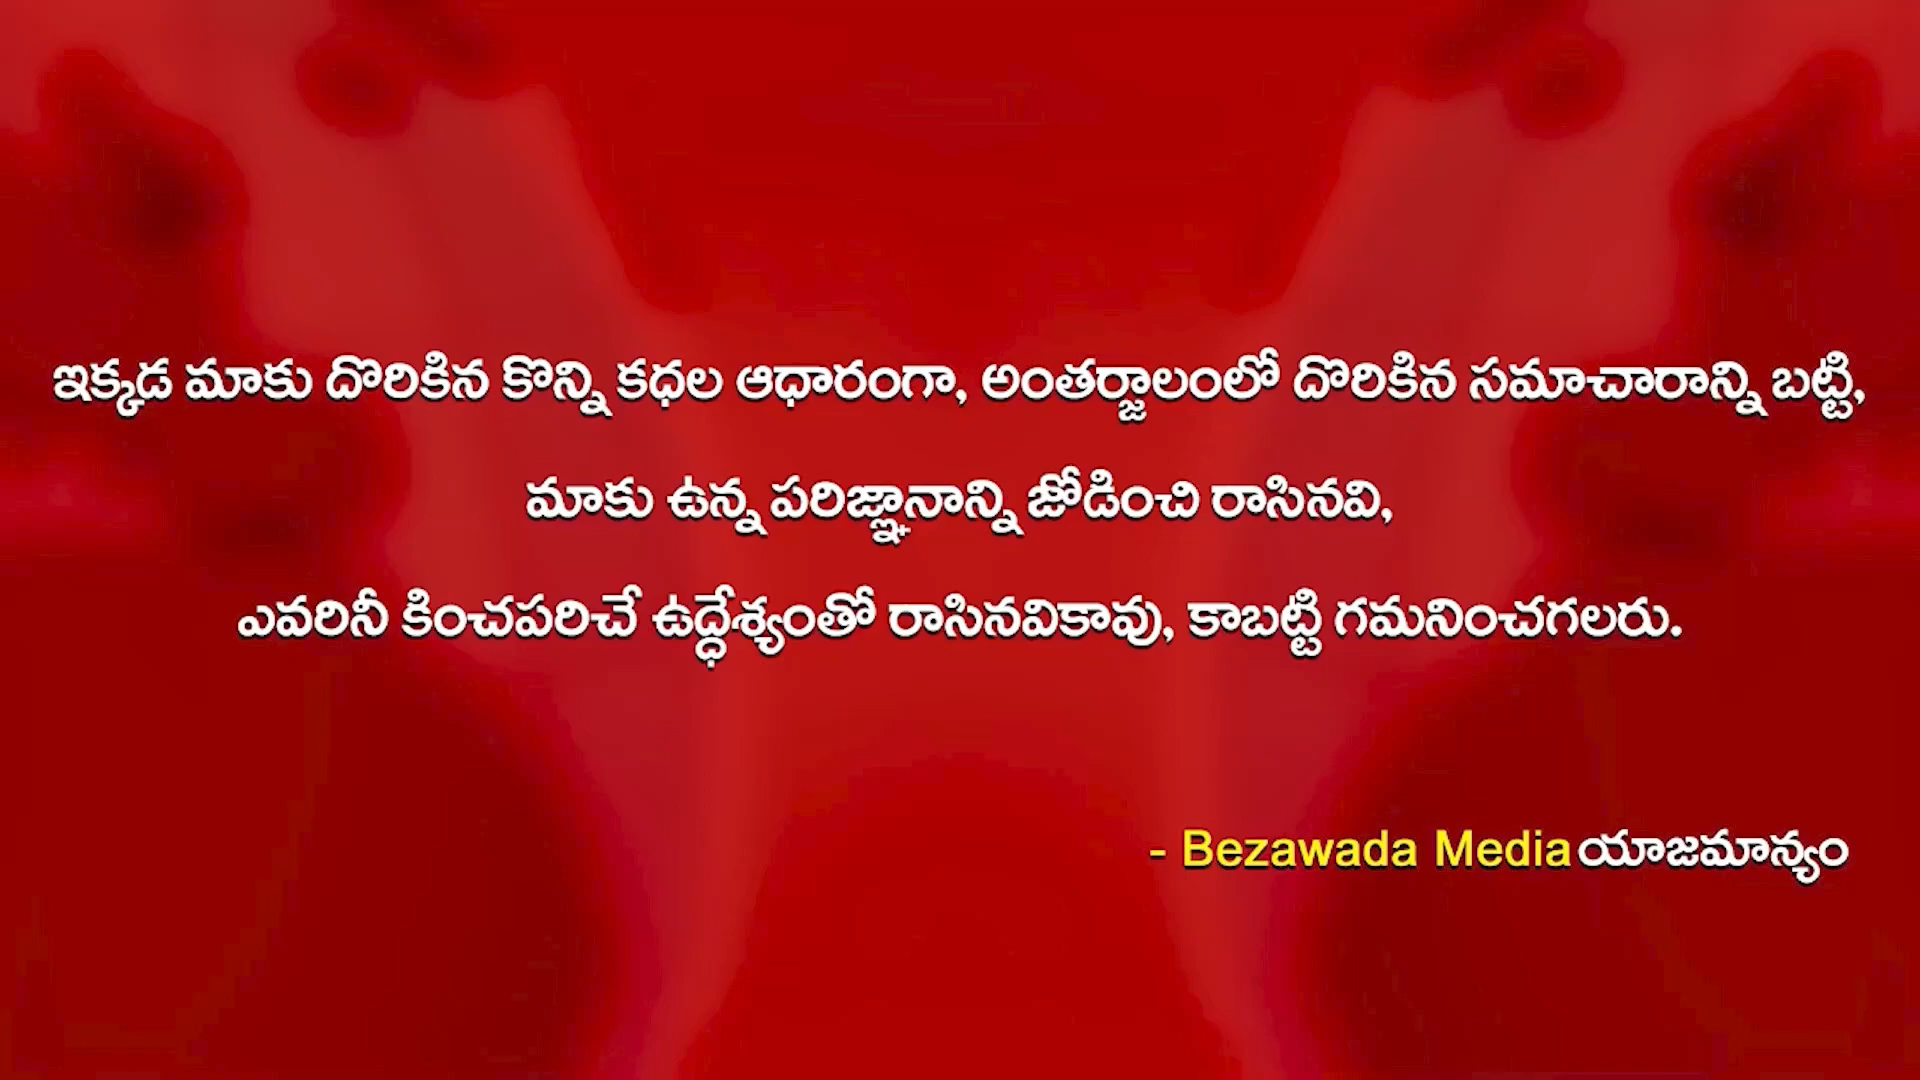 ఇక్కడ మాకు దొరికిన కొన్ని కధల ఆధారంగా, అంతర్జాలంలో దొరికిన సమాచారాన్ని బట్టి,
మాకు ఉన్న పరిజ్ఞానాన్ని జోడించి రాసినవి,
ఎవరినీ కించపరిచే ఉద్ధేశ్యంతో రాసినవికావు, కాబట్టి గమనించగలరు.
- Bezawada Media యాజమాన్యం